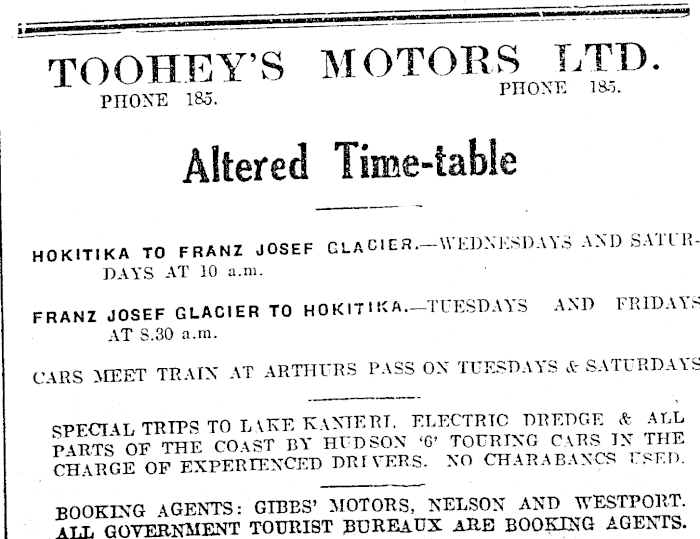 TOOHEY'S MOTORS LTD.
PHONE 185. PHONE 185.
Altered Time-table
HOKITIKA TO FRANZ JOSEF GLACIER.—WEDNESDAYS AND SATUR-
DAYS AT 10 a.m.
FRANZ JOSEF GLACIER TO HOKITIKA.—TUESDAYS AND FRIDAYS
AT 8.30 a.m.
CARS MEET TRAIN AT ARTHURS PASS ON TUESDAYS & SATURDAYS
SPECIAL TRIPS TO LAKE KANIERI, ELECTRIC DREDGE & ALL
PARTS OF THE COAST BY HUDSON '6' TOURING CARS IN THE
CHARGE OF EXPERIENCED DRIVERS. NO CHARABANCS USED.
BOOKING AGENTS: GIBBS' MOTORS, NELSON AND WESTPORT.
ALL GOVERNMENT TOURIST BUREAUX ARE BOOKING AGENTS.